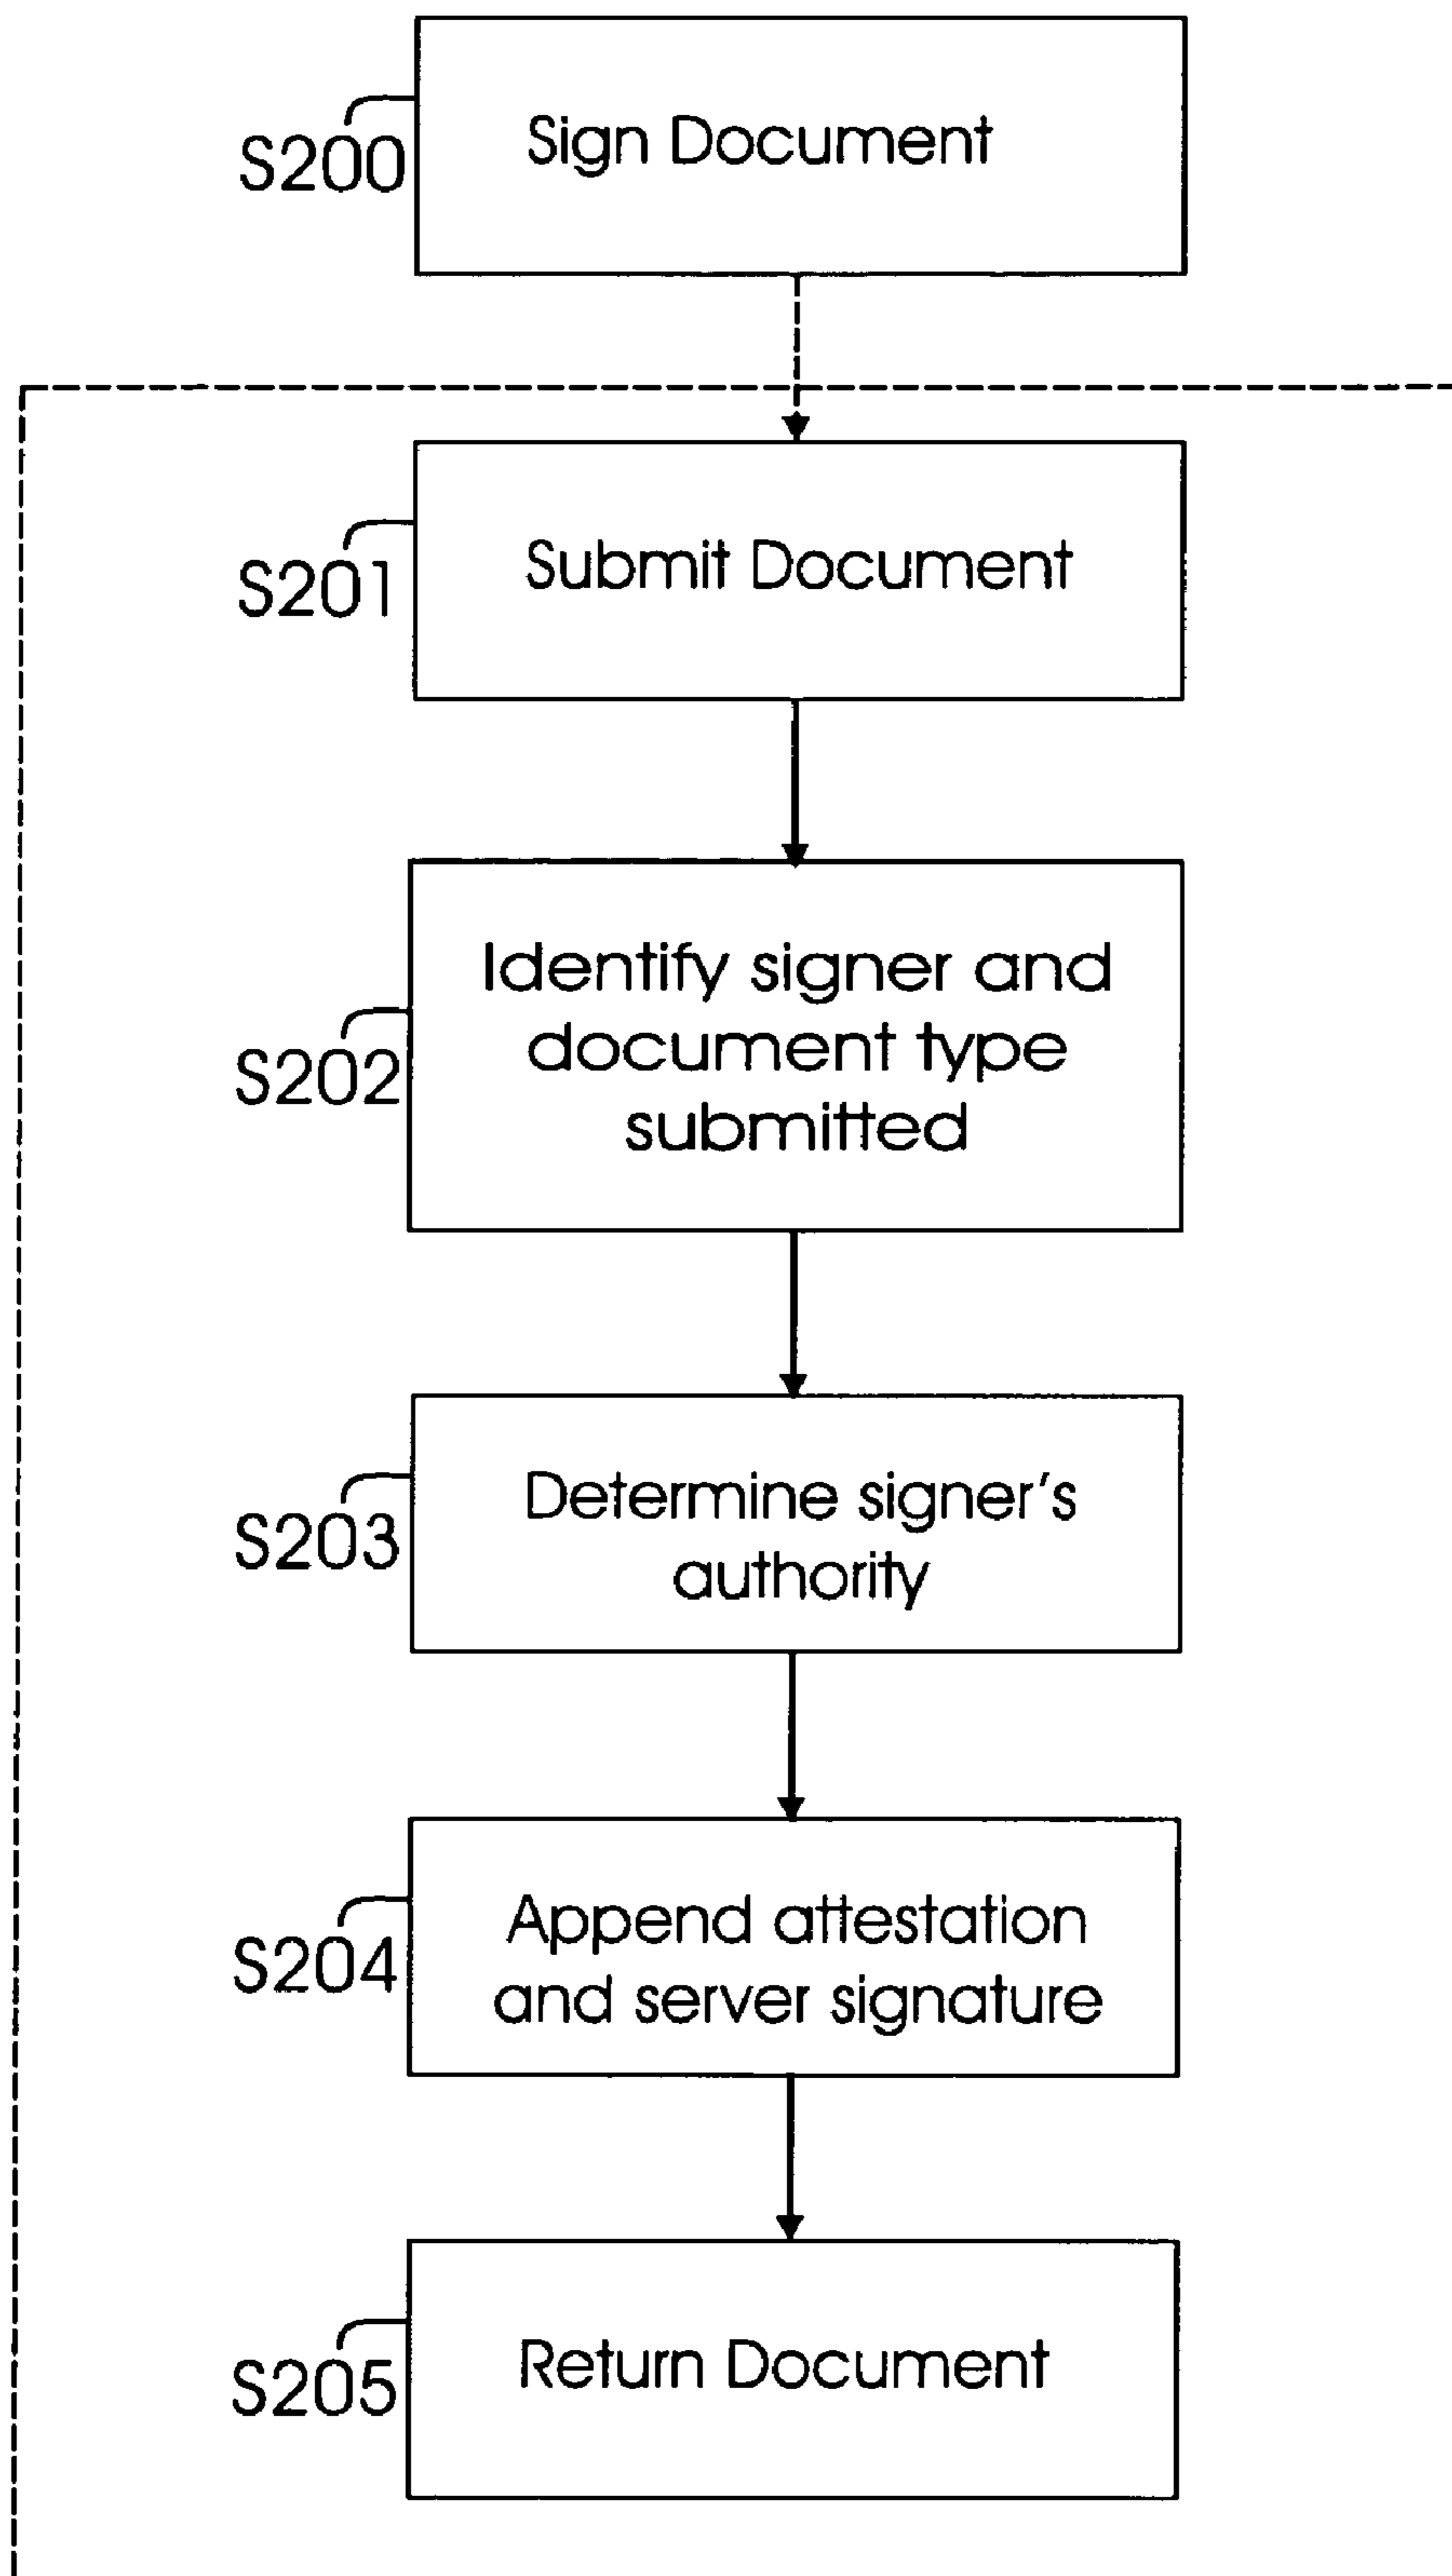 Sign Document
S200
Submit Document
S201
Identify signer and
document type
submitted
S202
Determine signer's
authority
S203
Append attestation
and server signature
S204
Return Document
S205